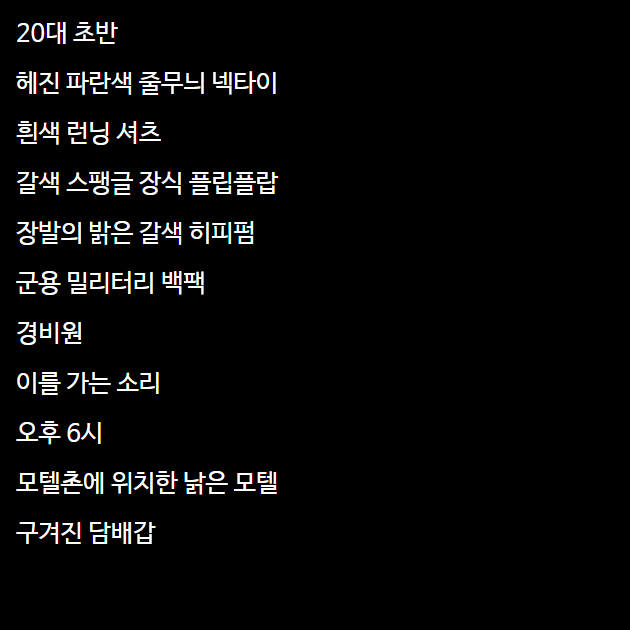 20대 초반
헤진 파란색 줄무늬 넥타이
흰색 런닝 셔츠
갈색 스팽글 장식 플립플랍
장발의 밝은 갈색 히피펌
군용 밀리터리 백팩
경비원
이를 가는 소리
오후 6시
모텔촌에 위치한 낡은 모텔
구겨진 담배갑